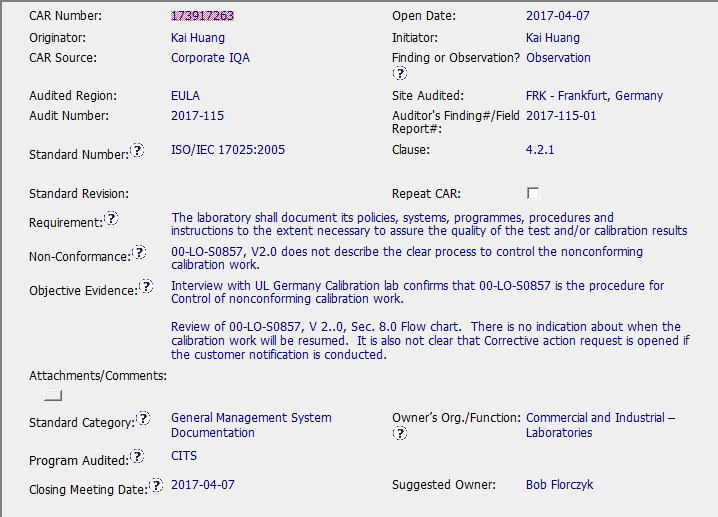 CAR Number: 173917263 Open Date: 2017-04-07
Originator: Kai Huang Initiator: Kai Huang
CAR Source: Corporate IQA Finding or Observation? Observation
?
Audited Region: EULA Site Audited: FRK - Frankfurt, Germany
Audit Number: 2017-115 Auditor's Finding#/Field 2017-115-01
Report#:
Standard Number: ? ISO/IEC 17025:2005 Clause: 4.2.1
Standard Revision: Repeat CAR:
Requirement: ? The laboratory shall document its policies, systems, programmes, procedures and
instructions to the extent necessary to assure the quality of the test and/or calibration results
Non-Conformance: ? 00-LO-S0857, V2.0 does not describe the clear process to control the nonconforming
calibration work.
Objective Evidence: ? Interview with UL Germany Calibration lab confirms that 00-LO-S0857 is the procedure for
Control of nonconforming calibration work.
Review of 00-LO-S0857, V 2..0, Sec. 8.0 Flow chart. There is no indication about when the
calibration work will be resumed. It is also not clear that Corrective action request is opened if
the customer notification is conducted.
Attachments/Comments:
Standard Category: ? General Management System Owner's Org./Function: Commercial and Industrial –
Documentation ? Laboratories
Program Audited: ? CITS
Closing Meeting Date: ? 2017-04-07 Suggested Owner: Bob Florczyk